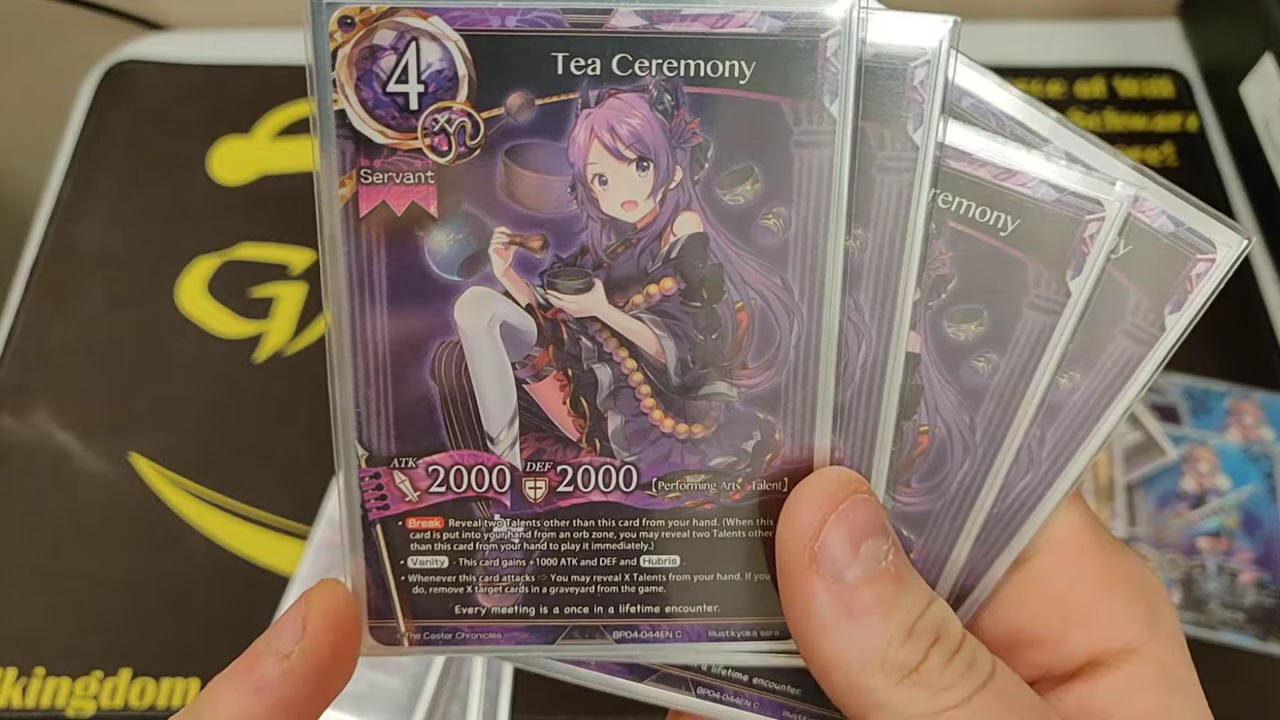 4
Tea Ceremony
Servant
ATK 2000 DEF 2000 【Performing Arts / Talent】
• Break Reveal two Talents other than this card from your hand. (When this
card is put into your hand from an orb zone, you may reveal two Talents other
than this card from your hand to play it immediately.)
• Vanity - This card gains +1000 ATK and DEF and Hubris .
• Whenever this card attacks ⇨ You may reveal X Talents from your hand. If you
do, remove X target cards in a graveyard from the game.
Every meeting is a once in a lifetime encounter.
©The Caster Chronicles BP04-044EN C Illust:kyoka sera
remony
y
of Will
kingdom
a lifetime encounter.
BP04-044EN C Illust: